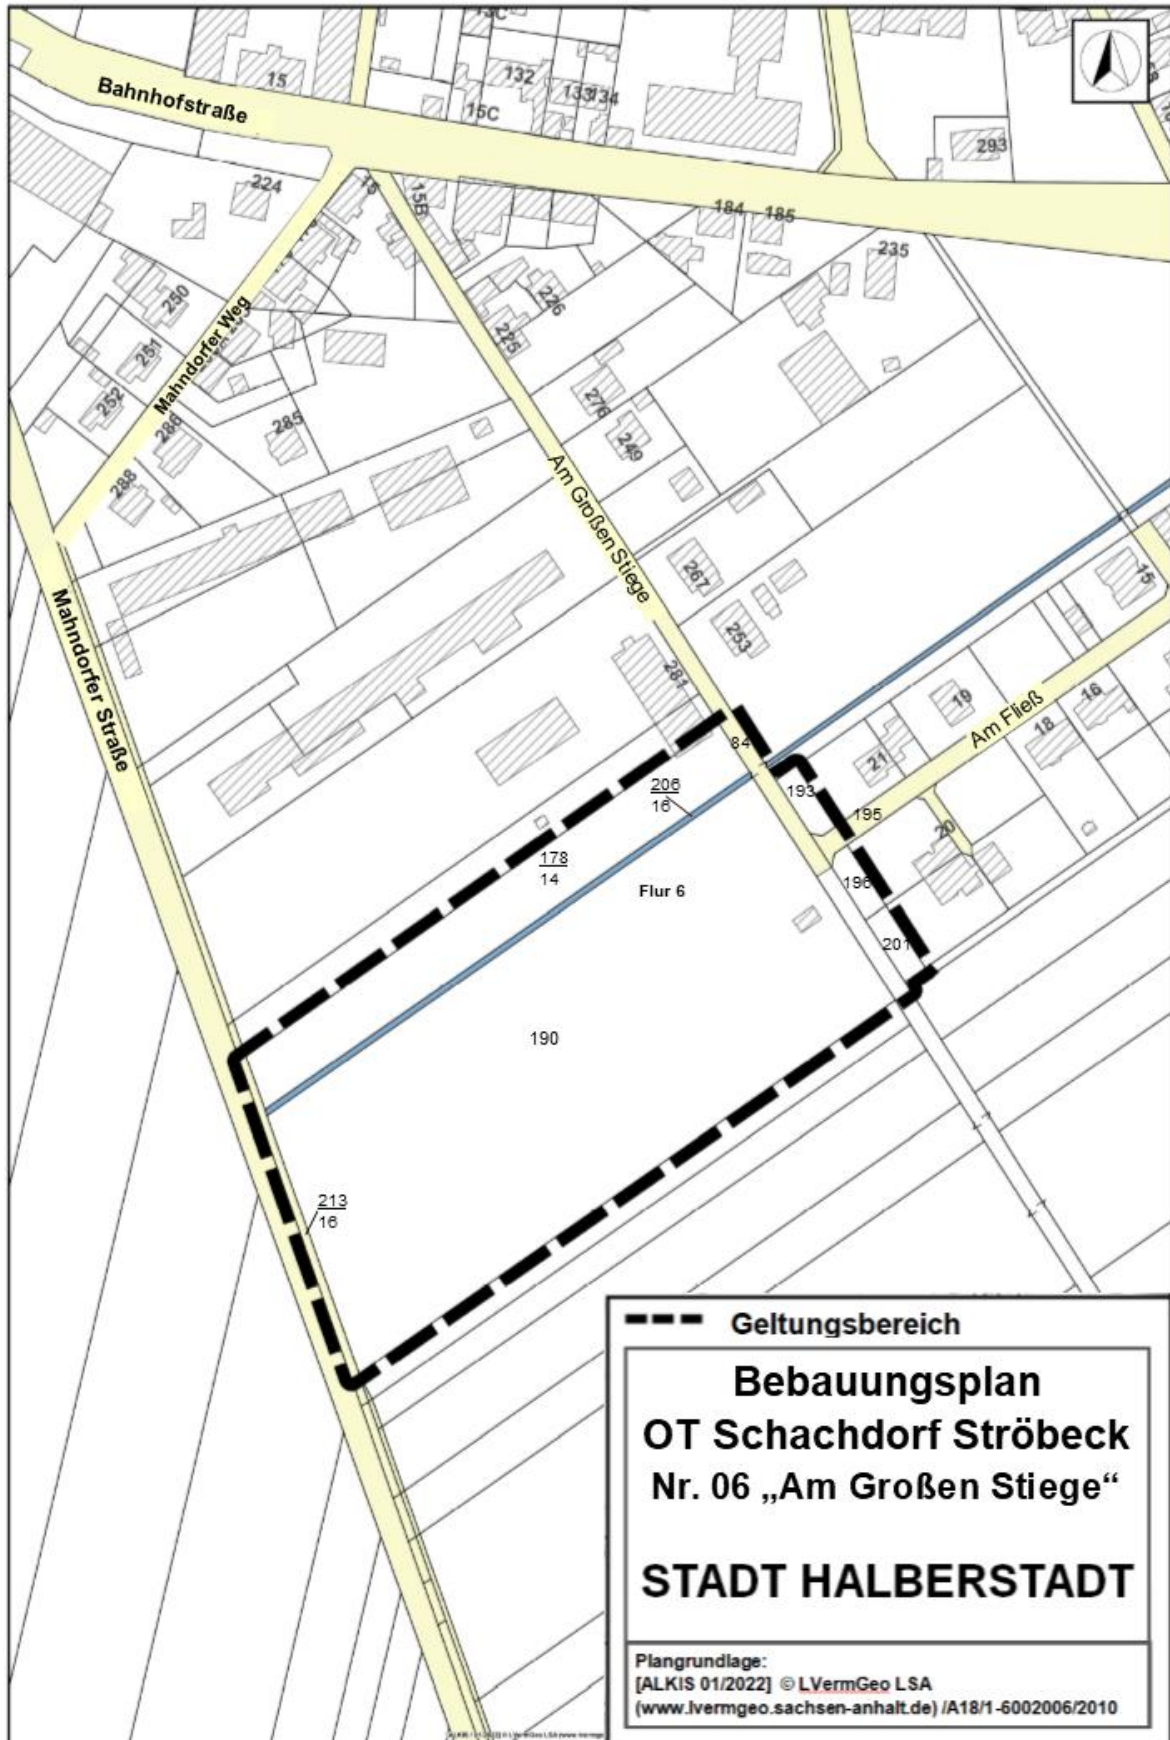 13C
132
15
133
134
15C
Bahnhofstraße
293
224
15B
184
185
235
250
226
Mahndorfer Weg
225
251
276
252
286
249
285
Am Großen Stiege
288
267
15
Mahndorfer Straße
253
281
19
16
Am Fließ
18
84
21
206
16
193
195
20
178
14
Flur 6
196
201
190
213
16
Geltungsbereich
Bebauungsplan
OT Schachdorf Ströbeck
Nr. 06 „Am Großen Stiege“
STADT HALBERSTADT
Plangrundlage:
[ALKIS 01/2022] © LVermGeo LSA
(www.lvermgeo.sachsen-anhalt.de) /A18/1-6002006/2010